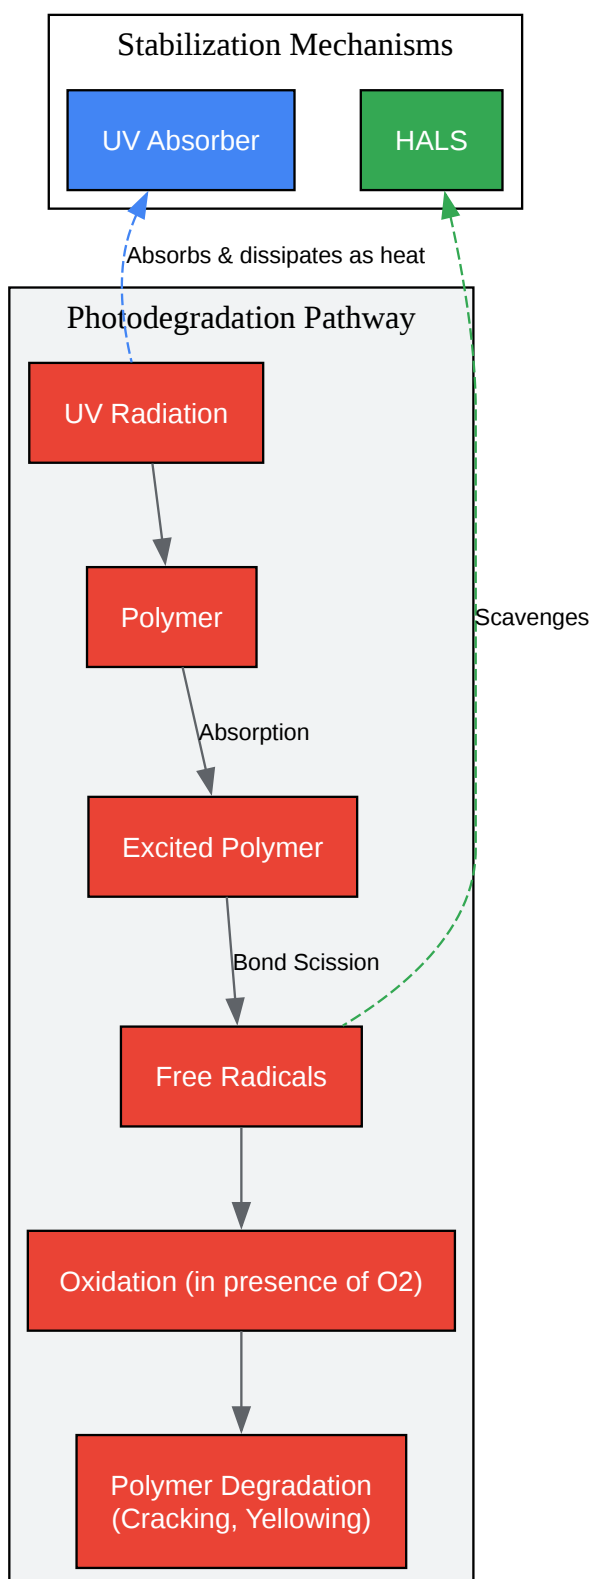 Stabilization Mechanisms
UV Absorber
HALS
Absorbs & dissipates as heat
Photodegradation Pathway
UV Radiation
Polymer
Scavenges
Absorption
Excited Polymer
Bond Scission
Free Radicals
Oxidation (in presence of O2)
Polymer Degradation
(Cracking, Yellowing)